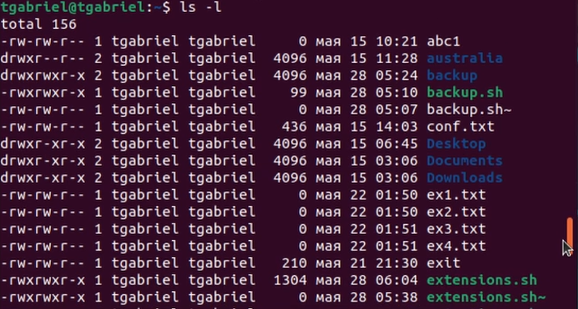 tgabriel@tgabriel:~$ ls -l
total 156
-rw-rw-r-- 1 tgabriel tgabriel    0 мая 15 10:21 abc1
drwxr--r-- 2 tgabriel tgabriel 4096 мая 15 11:28 australia
drwxrwxr-x 2 tgabriel tgabriel 4096 мая 28 05:24 backup
-rwxrwxr-x 1 tgabriel tgabriel   99 мая 28 05:10 backup.sh
-rw-rw-r-- 1 tgabriel tgabriel    0 мая 28 05:07 backup.sh~
-rw-rw-r-- 1 tgabriel tgabriel  436 мая 15 14:03 conf.txt
drwxr-xr-x 2 tgabriel tgabriel 4096 мая 15 06:45 Desktop
drwxr-xr-x 2 tgabriel tgabriel 4096 мая 15 03:06 Documents
drwxr-xr-x 2 tgabriel tgabriel 4096 мая 15 03:06 Downloads
-rw-rw-r-- 1 tgabriel tgabriel    0 мая 22 01:50 ex1.txt
-rw-rw-r-- 1 tgabriel tgabriel    0 мая 22 01:50 ex2.txt
-rw-rw-r-- 1 tgabriel tgabriel    0 мая 22 01:51 ex3.txt
-rw-rw-r-- 1 tgabriel tgabriel    0 мая 22 01:51 ex4.txt
-rw-rw-r-- 1 tgabriel tgabriel  210 мая 21 21:30 exit
-rwxrwxr-x 1 tgabriel tgabriel 1304 мая 28 06:04 extensions.sh
-rwxrwxr-x 1 tgabriel tgabriel    0 мая 28 05:38 extensions.sh~